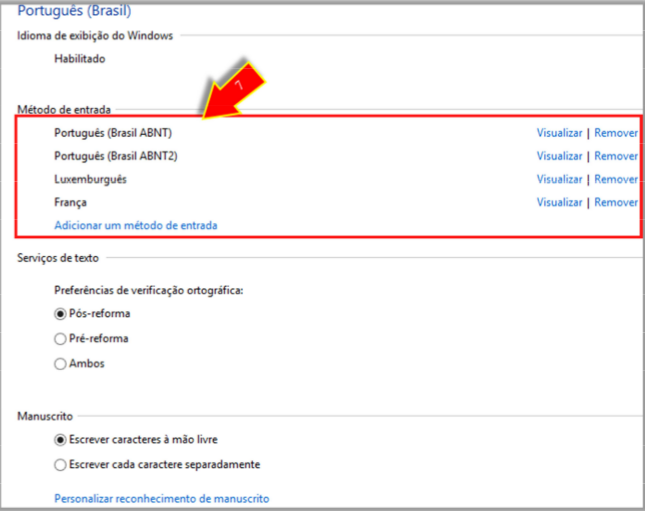 Português (Brasil)
Idioma de exibição do Windows
Habilitado
7
Método de entrada
Português (Brasil ABNT) Visualizar | Remover
Português (Brasil ABNT2) Visualizar | Remover
Luxemburguês Visualizar | Remover
França Visualizar | Remover
Adicionar um método de entrada
Serviços de texto
Preferências de verificação ortográfica:
Pós-reforma
Pré-reforma
Ambos
Manuscrito
Escrever caracteres à mão livre
Escrever cada caractere separadamente
Personalizar reconhecimento de manuscrito